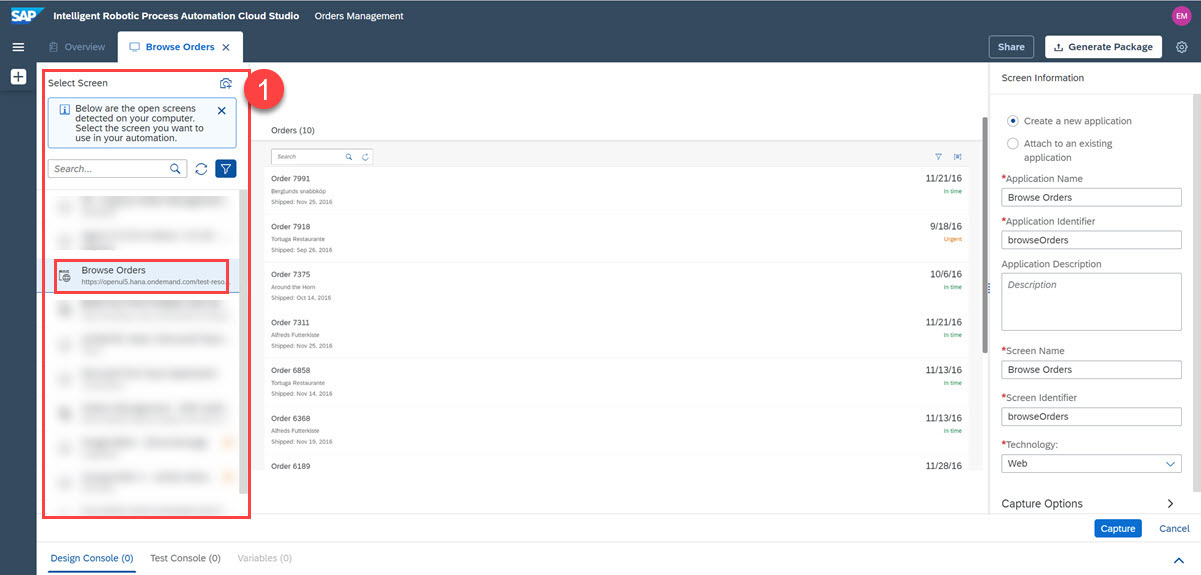 SAP Intelligent Robotic Process Automation Cloud Studio Orders Management EM
Overview Browse Orders Share Generate Package
Select Screen
1
Below are the open screens
detected on your computer.
Select the screen you want to
use in your automation.
Search...
Browse Orders
https://openui5.hana.ondemand.com/test-reso...
Orders (10)
Search
Order 7991 11/21/16
Berglunds snabbköp In time
Shipped: Nov 25, 2016
Order 7918 9/18/16
Tortuga Restaurante Urgent
Shipped: Sep 26, 2016
Order 7375 10/6/16
Around the Horn In time
Shipped: Oct 14, 2016
Order 7311 11/21/16
Alfreds Futterkiste In time
Shipped: Nov 25, 2016
Order 6858 11/13/16
Tortuga Restaurante In time
Shipped: Nov 14, 2016
Order 6368 11/13/16
Alfreds Futterkiste In time
Shipped: Nov 19, 2016
Order 6189 11/28/16
Screen Information
Create a new application
Attach to an existing
application
*Application Name
Browse Orders
*Application Identifier
browseOrders
Application Description
Description
*Screen Name
Browse Orders
*Screen Identifier
browseOrders
*Technology:
Web
Capture Options
Capture Cancel
Design Console (0) Test Console (0) Variables (0)